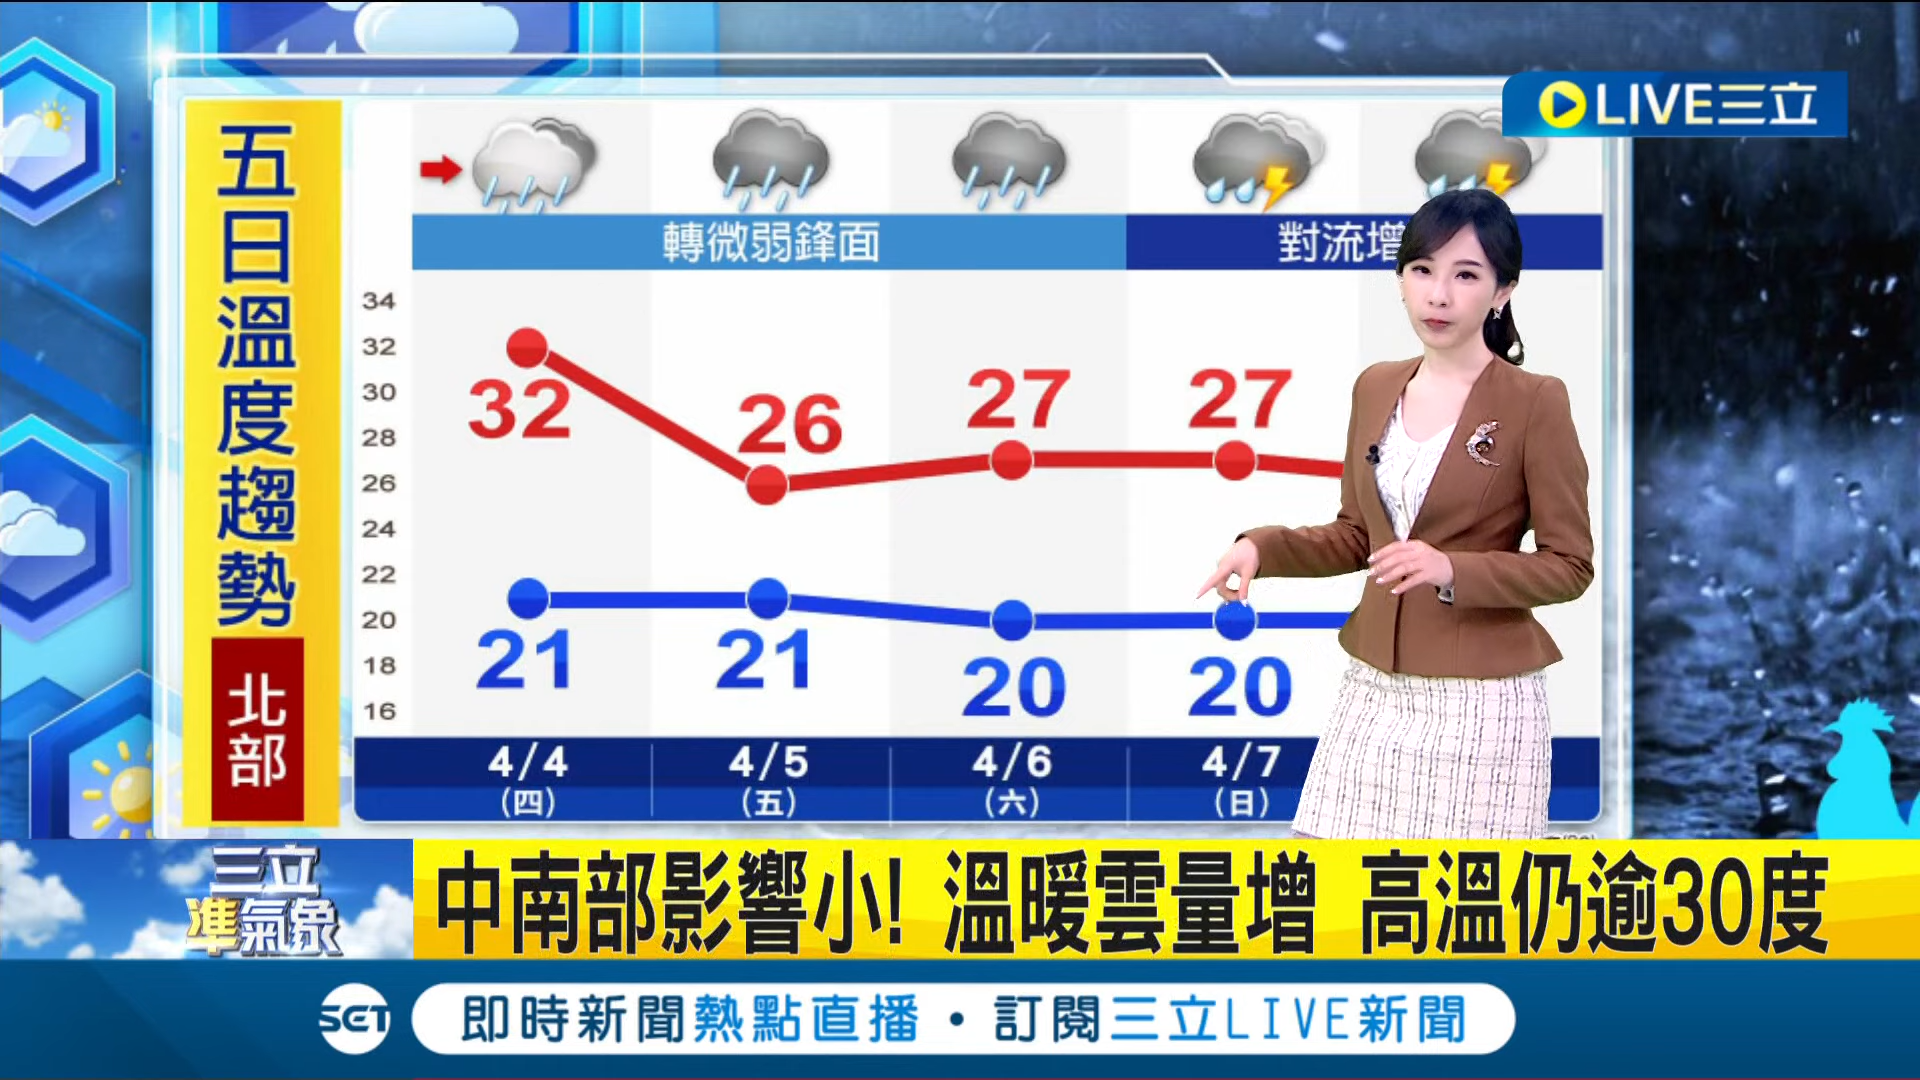 LIVE三立
五日溫度趨勢
北部
轉微弱鋒面
對流增
34
32
30
28
26
24
22
20
18
16
32
26
27
27
21
21
20
20
4/4
(四)
4/5
(五)
4/6
(六)
4/7
(日)
三立
準氣象
中南部影響小! 溫暖雲量增 高溫仍逾30度
SET
即時新聞熱點直播・訂閱三立LIVE新聞